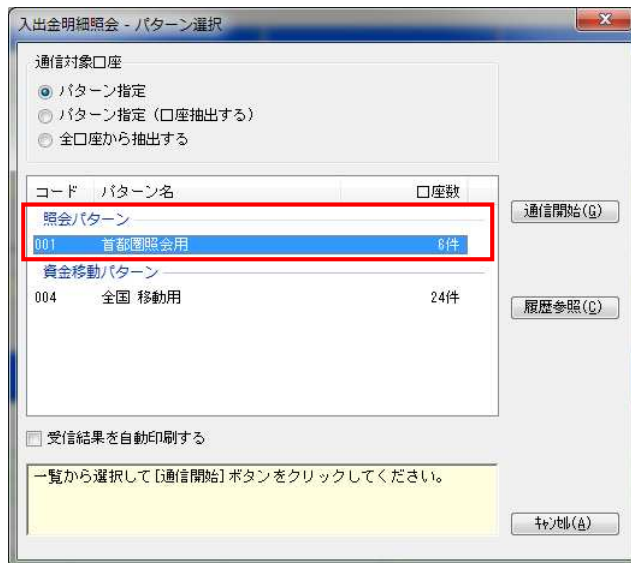 入出金明細照会 - パターン選択
通信対象口座
パターン指定
パターン指定（口座抽出する）
全口座から抽出する
コード パターン名 口座数
照会パターン
001 首都圏照会用 6件
資金移動パターン
004 全国 移動用 24件
通信開始(G)
履歴参照(C)
受信結果を自動印刷する
一覧から選択して[通信開始]ボタンをクリックしてください。
ｷｬﾝｾﾙ(A)